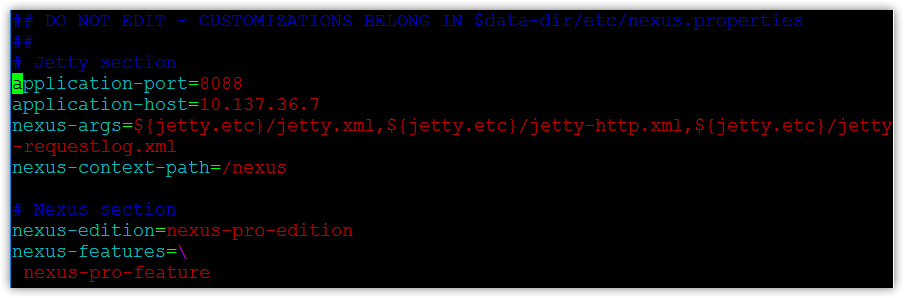 ## DO NOT EDIT - CUSTOMIZATIONS BELONG IN $data-dir/etc/nexus.properties
##
# Jetty section
application-port=8088
application-host=10.137.36.7
nexus-args=${jetty.etc}/jetty.xml,${jetty.etc}/jetty-http.xml,${jetty.etc}/jetty
-requestlog.xml
nexus-context-path=/nexus
# Nexus section
nexus-edition=nexus-pro-edition
nexus-features=\
nexus-pro-feature